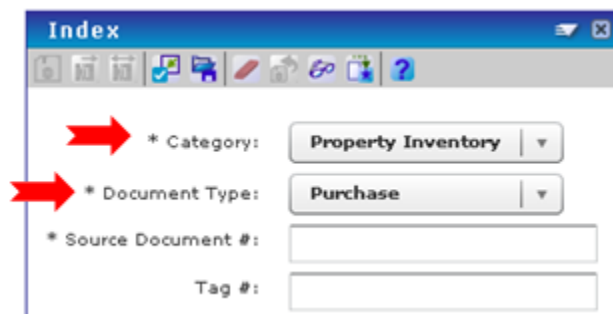 Index
* Category: Property Inventory
* Document Type: Purchase
* Source Document #:
Tag #: